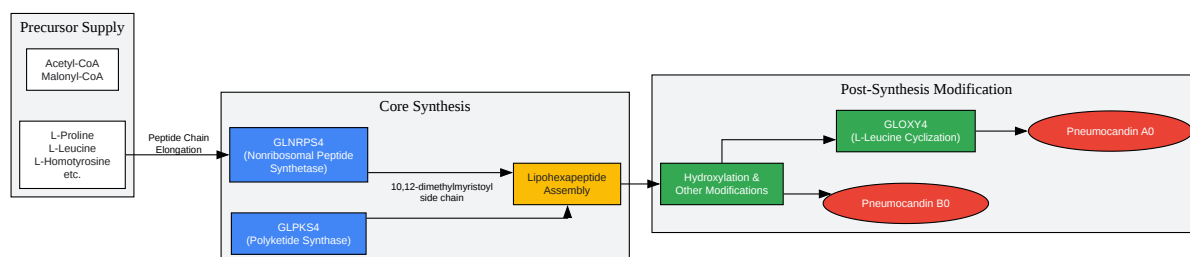 Precursor Supply
Acetyl-CoA
Malonyl-CoA
L-Proline
L-Leucine
L-Homotyrosine
etc.
Peptide Chain
Elongation
Core Synthesis
GLNRPS4
(Nonribosomal Peptide
Synthetase)
GLPKS4
(Polyketide Synthase)
10,12-dimethylmyristoyl
side chain
Lipohexapeptide
Assembly
Post-Synthesis Modification
Hydroxylation &
Other Modifications
GLOXY4
(L-Leucine Cyclization)
Pneumocandin A0
Pneumocandin B0